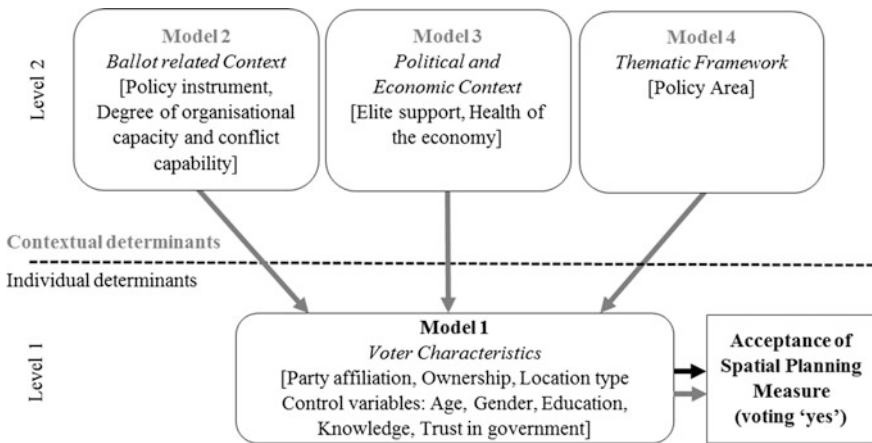 Level 2
Model 2
Ballot related Context
[Policy instrument,
Degree of organisational
capacity and conflict
capability]
Model 3
Political and
Economic Context
[Elite support, Health of
the economy]
Model 4
Thematic Framework
[Policy Area]
Contextual determinants
Individual determinants
Level 1
Model 1
Voter Characteristics
[Party affiliation, Ownership, Location type
Control variables: Age, Gender, Education,
Knowledge, Trust in government]
Acceptance of
Spatial Planning
Measure
(voting ‘yes’)